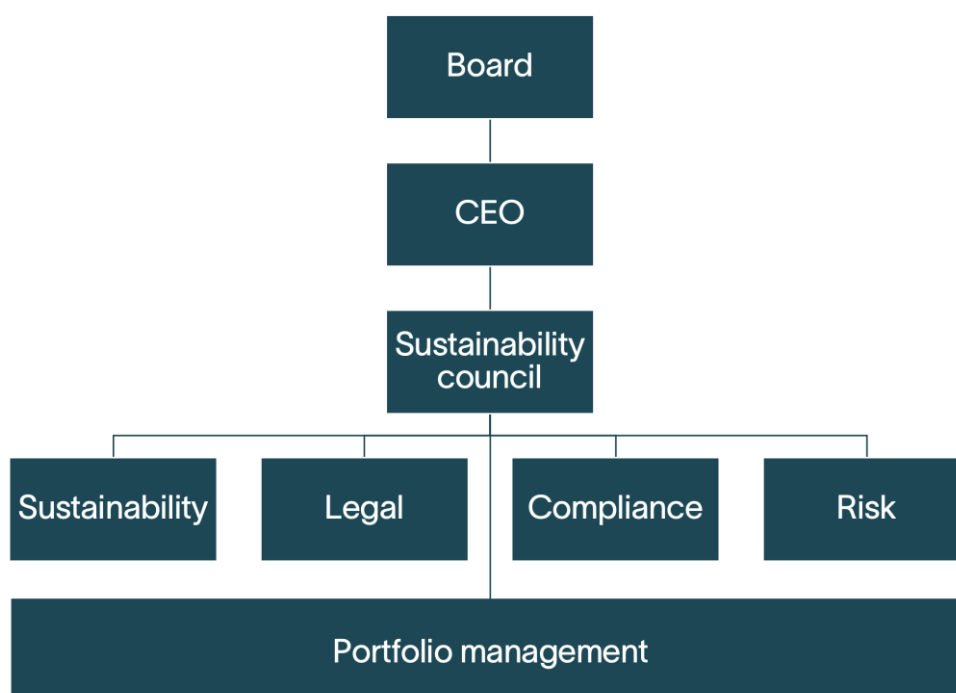 Board
CEO
Sustainability
council
Sustainability
Legal
Compliance
Risk
Portfolio management